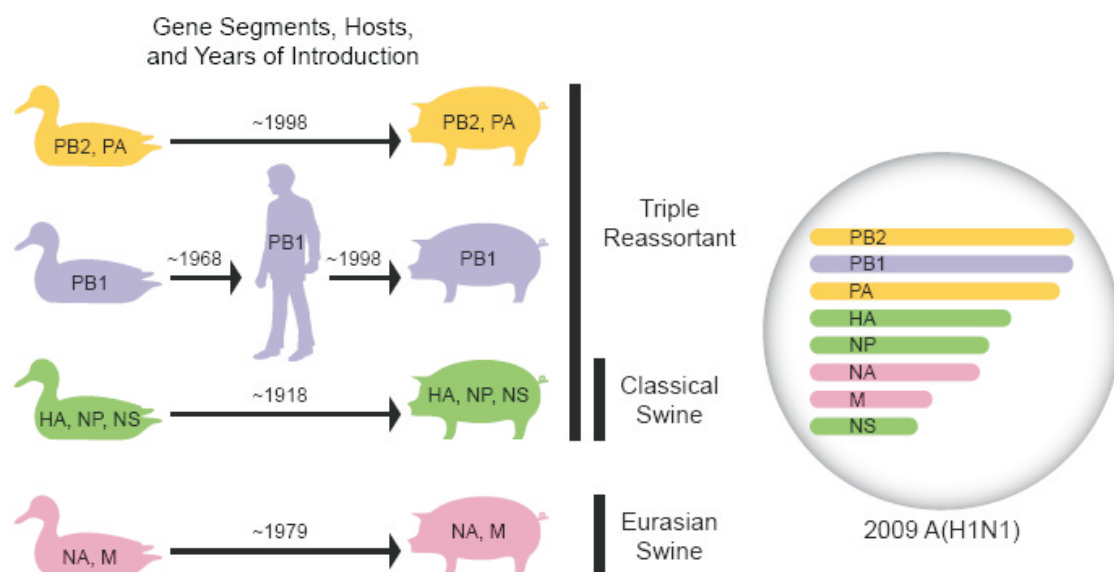 Gene Segments, Hosts,
and Years of Introduction
PB2, PA
~1998
PB2, PA
PB1
~1968
PB1
~1998
PB1
HA, NP, NS
~1918
HA, NP, NS
NA, M
~1979
NA, M
Triple
Reassortant
Classical
Swine
Eurasian
Swine
PB2
PB1
PA
HA
NP
NA
M
NS
2009 A(H1N1)